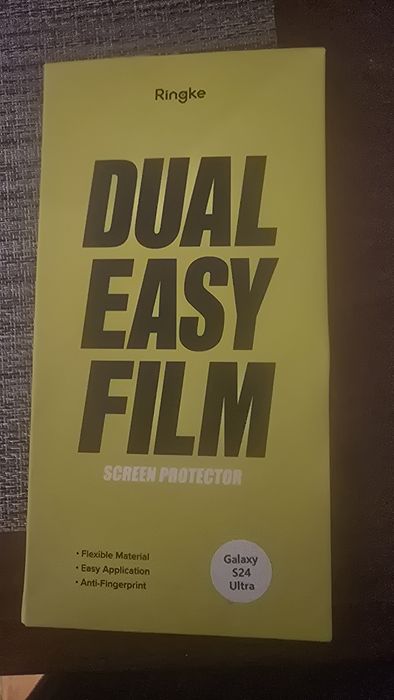 Ringke
DUAL
EASY
FILM
SCREEN PROTECTOR
• Flexible Material
• Easy Application
• Anti-Fingerprint
Galaxy
S24
Ultra